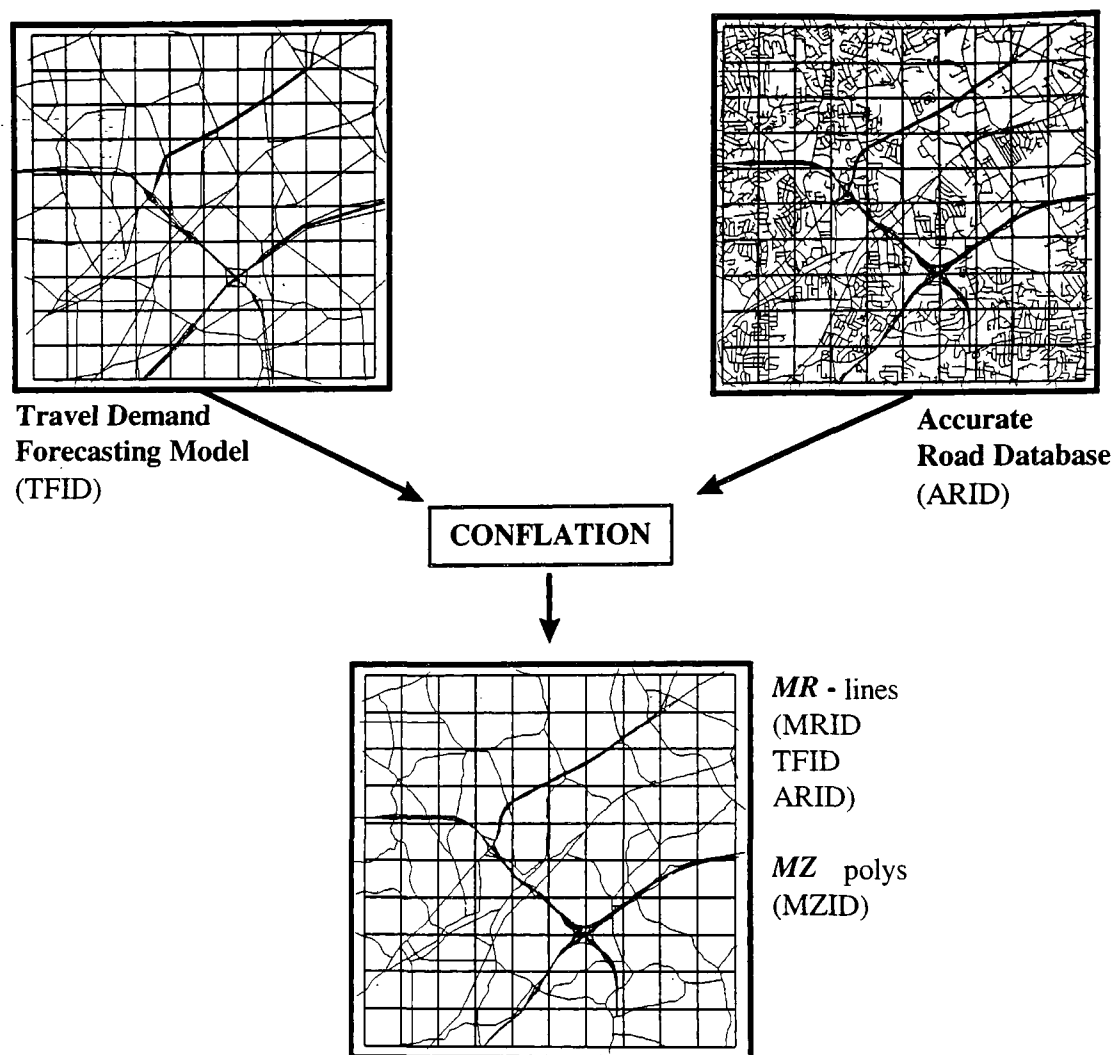 Travel Demand
Forecasting Model
(TFID)
Accurate
Road Database
(ARID)
CONFLATION
MR - lines
(MRID
TFID
ARID)
MZ polys
(MZID)